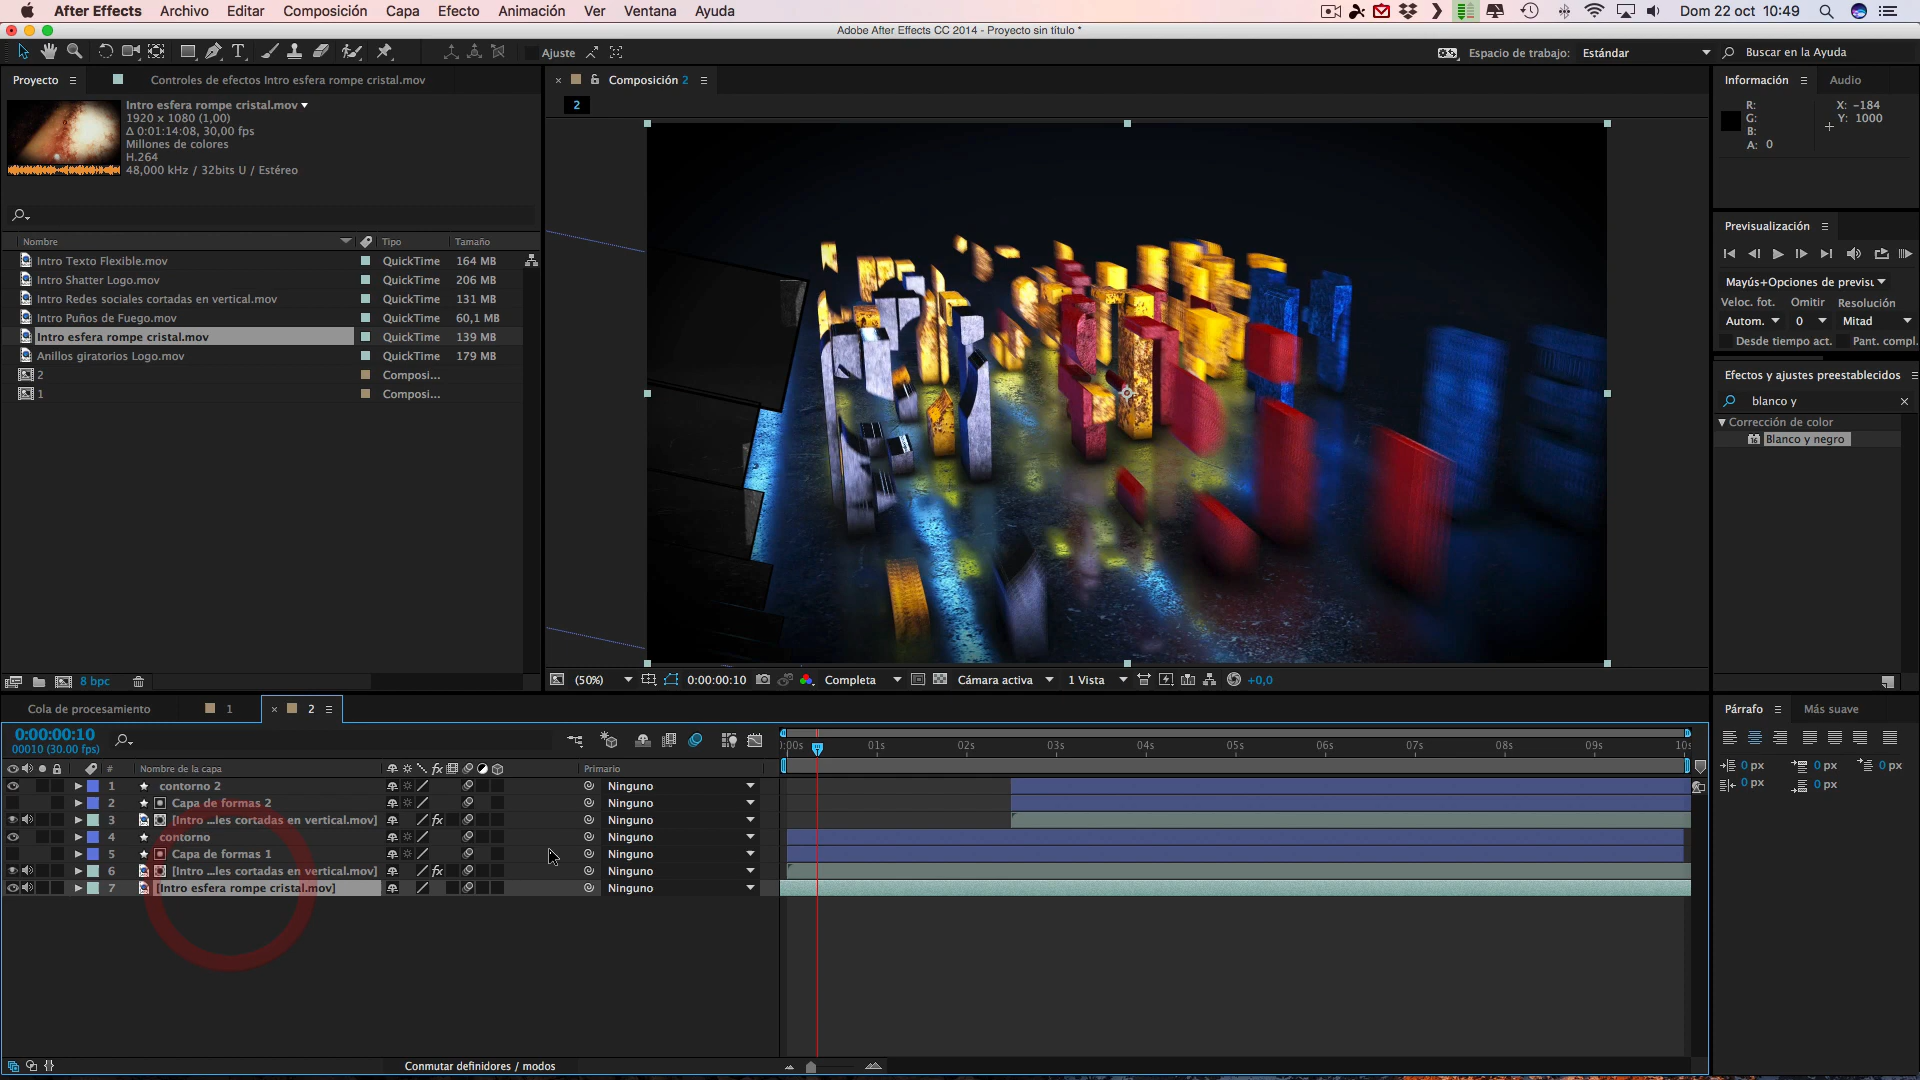 After Effects Archivo Editar Composición Capa Efecto Animación Ver Ventana Ayuda Dom 22 oct 10:49
Adobe After Effects CC 2014 - Proyecto sin título *
Ajuste Espacio de trabajo: Estándar Buscar en la Ayuda
Proyecto Controles de efectos Intro esfera rompe cristal.mov
Intro esfera rompe cristal.mov
1920 x 1080 (1,00)
Δ 0:01:14:08, 30,00 fps
Millones de colores
H.264
48,000 kHz / 32bits U / Estéreo
Nombre Tipo Tamaño
Intro Texto Flexible.mov QuickTime 164 MB
Intro Shatter Logo.mov QuickTime 206 MB
Intro Redes sociales cortadas en vertical.mov QuickTime 131 MB
Intro Puños de Fuego.mov QuickTime 60,1 MB
Intro esfera rompe cristal.mov QuickTime 139 MB
Anillos giratorios Logo.mov QuickTime 179 MB
2 Composi...
1 Composi...
8 bpc
Composición 2
2
(50%) 0:00:00:10 Completa Cámara activa 1 Vista +0,0
Información Audio
R: X: -184
G: Y: 1000
B:
A: 0
Previsualización
Mayús+Opciones de previsu
Veloc. fot. Omitir Resolución
Autom. 0 Mitad
Desde tiempo act. Pant. compl.
Efectos y ajustes preestablecidos
blanco y
Corrección de color
16 Blanco y negro
Cola de procesamiento 1 2
0:00:00:10
00010 (30.00 fps)
:00s 01s 02s 03s 04s 05s 06s 07s 08s 09s 10s
# Nombre de la capa fx Primario
1 contorno 2 Ninguno
2 Capa de formas 2 Ninguno
3 [Intro ...les cortadas en vertical.mov] fx Ninguno
4 contorno Ninguno
5 Capa de formas 1 Ninguno
6 [Intro ...les cortadas en vertical.mov] fx Ninguno
7 [Intro esfera rompe cristal.mov] Ninguno
Conmutar definidores / modos
Párrafo Más suave
0 px 0 px 0 px
0 px 0 px